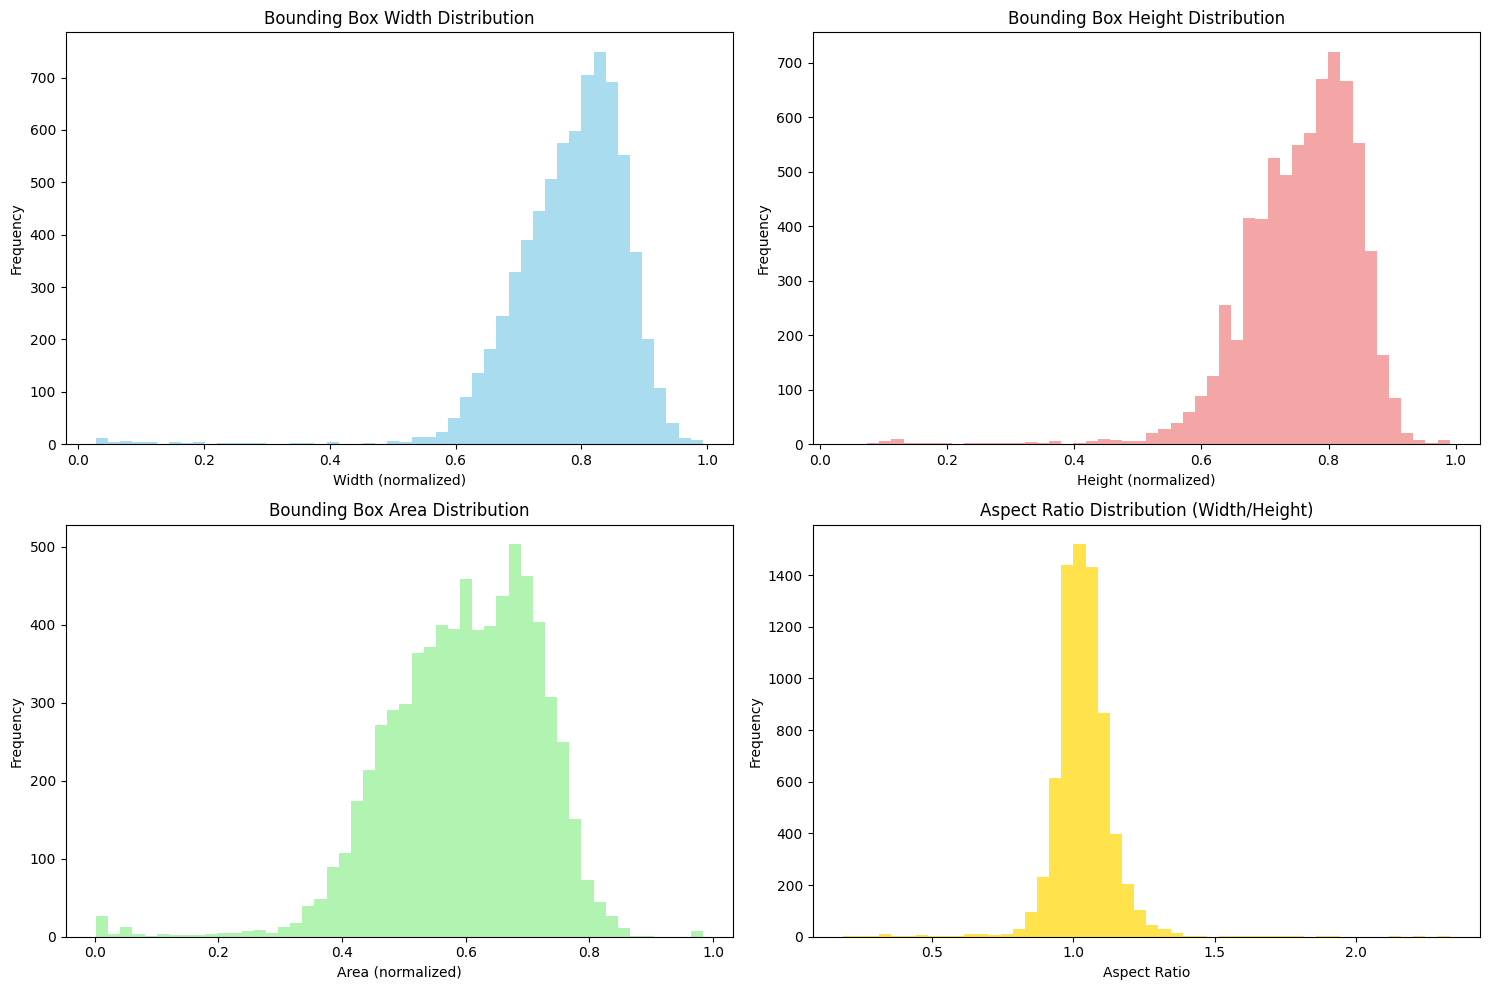 Bounding Box Width Distribution
700
600
500
400
300
200
100
0
Frequency
0.0 0.2 0.4 0.6 0.8 1.0
Width (normalized)
Bounding Box Height Distribution
700
600
500
400
300
200
100
0
Frequency
0.0 0.2 0.4 0.6 0.8 1.0
Height (normalized)
Bounding Box Area Distribution
500
400
300
200
100
0
Frequency
0.0 0.2 0.4 0.6 0.8 1.0
Area (normalized)
Aspect Ratio Distribution (Width/Height)
1400
1200
1000
800
600
400
200
0
Frequency
0.5 1.0 1.5 2.0
Aspect Ratio